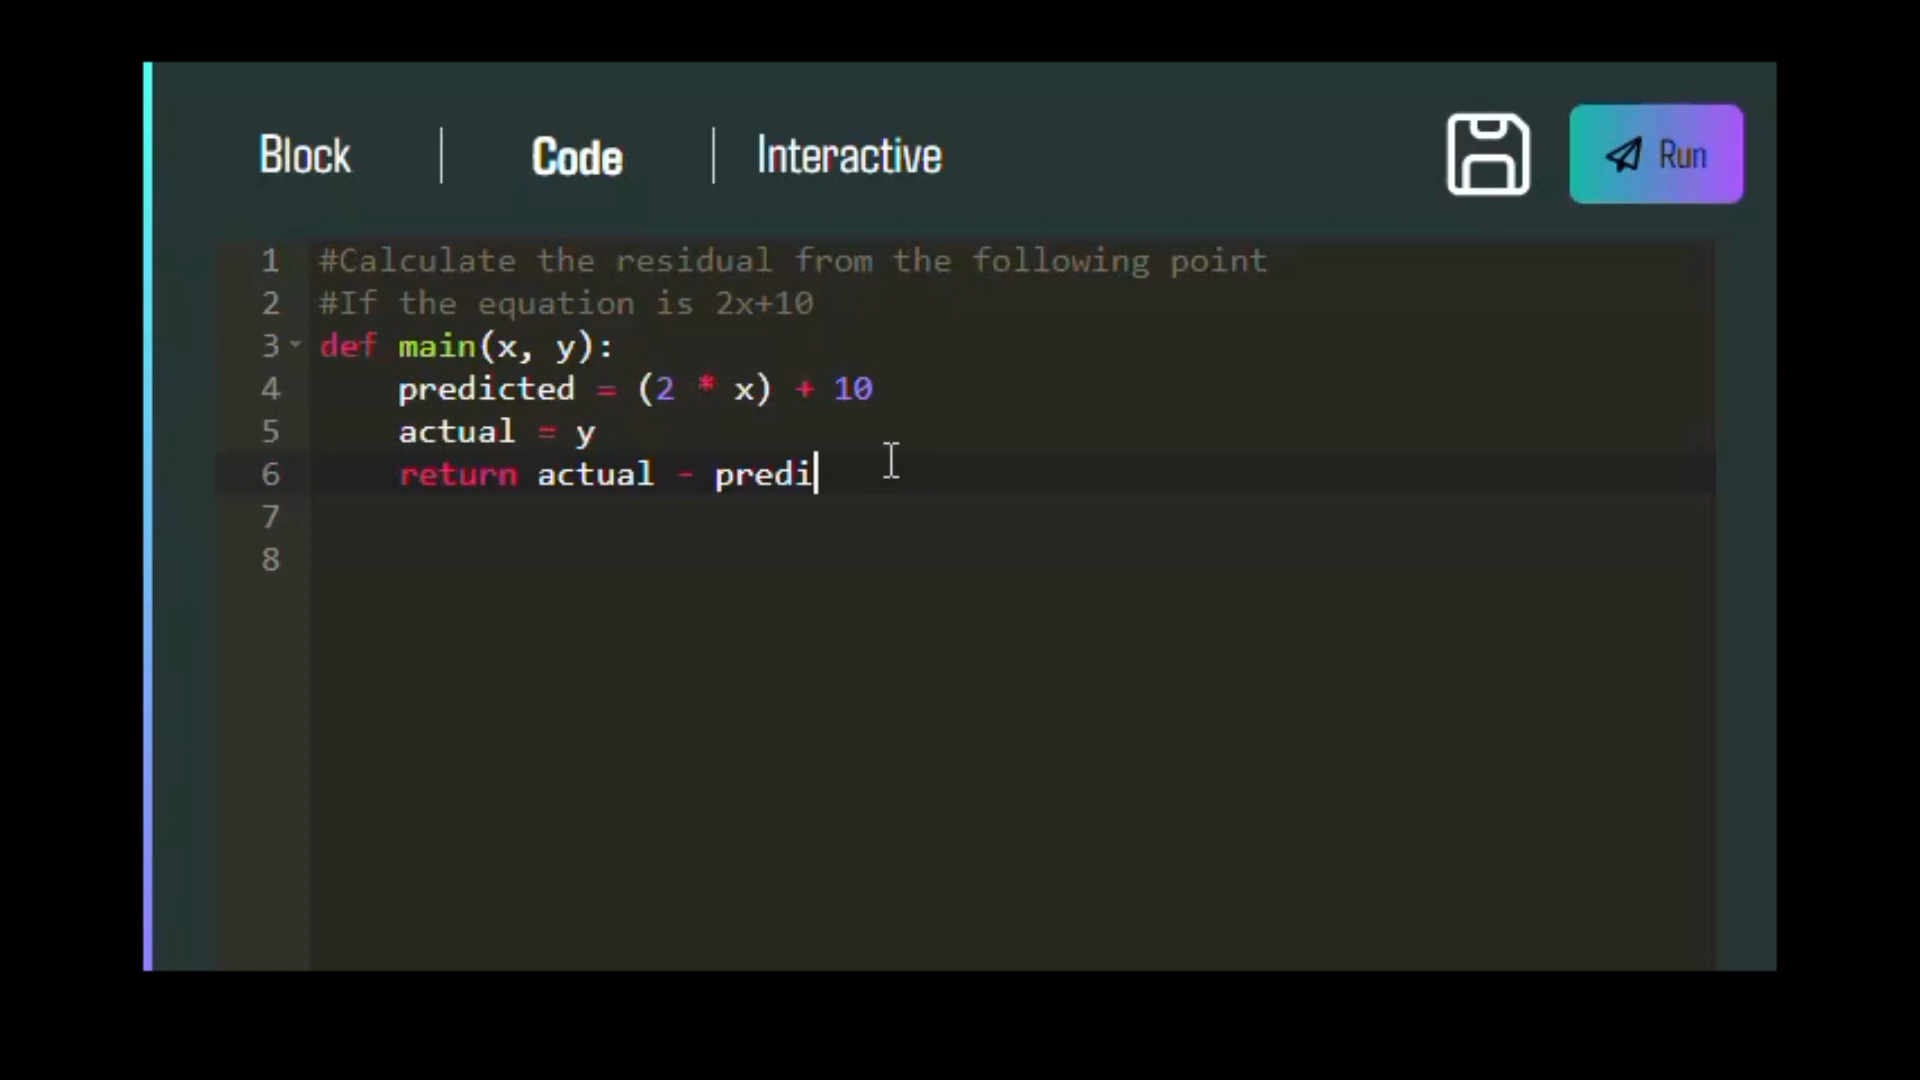 Block | Code | Interactive Run
1 #Calculate the residual from the following point
2 #If the equation is 2x+10
3 def main(x, y):
4     predicted = (2 * x) + 10
5     actual = y
6     return actual - predi
7
8